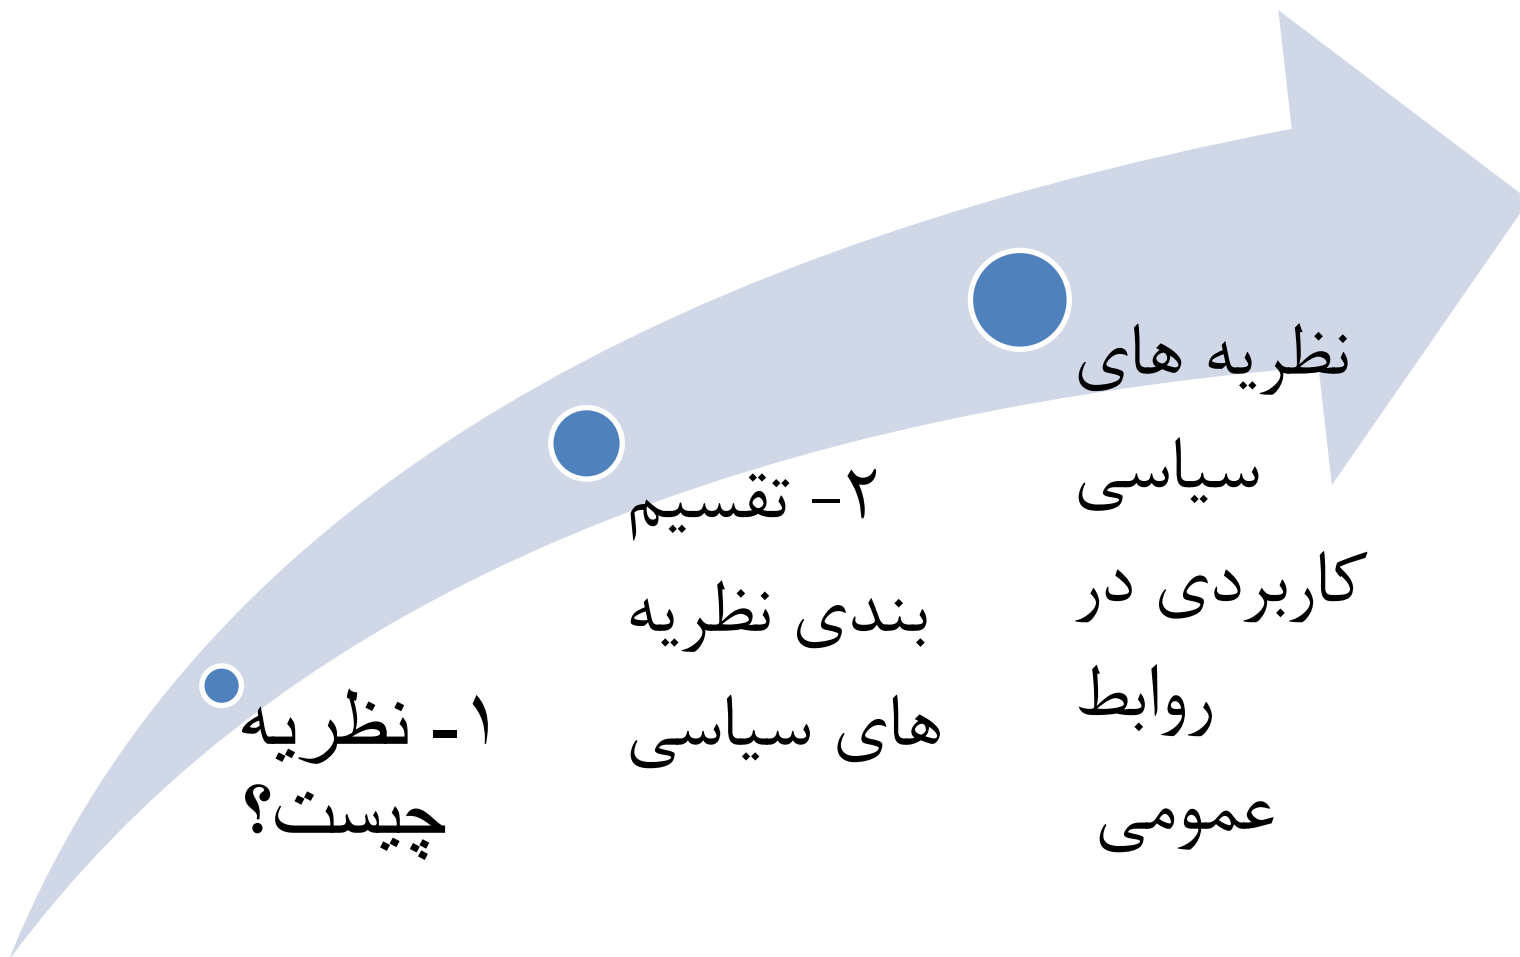 ۱- نظریه
چیست؟
۲- تقسیم
بندی نظریه
های سیاسی
نظریه های
سیاسی
کاربردی در
روابط
عمومی